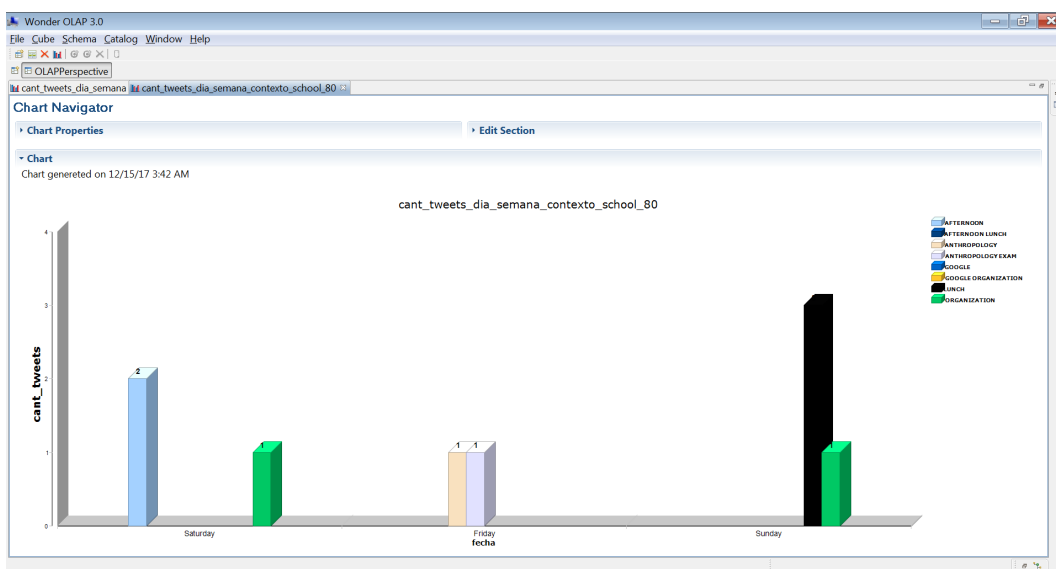 Wonder OLAP 3.0
File Cube Schema Catalog Window Help
OLAPPerspective
cant_tweets_dia_semana cant_tweets_dia_semana_contexto_school_80
Chart Navigator
Chart Properties Edit Section
Chart
Chart genereted on 12/15/17 3:42 AM
cant_tweets_dia_semana_contexto_school_80
AFTERNOON
AFTERNOON LUNCH
ANTHROPOLOGY
ANTHROPOLOGY EXAM
GOOGLE
GOOGLE ORGANIZATION
LUNCH
ORGANIZATION
cant_tweets
4
3
2
1
0
2
1
1 1
1
Saturday Friday Sunday
fecha